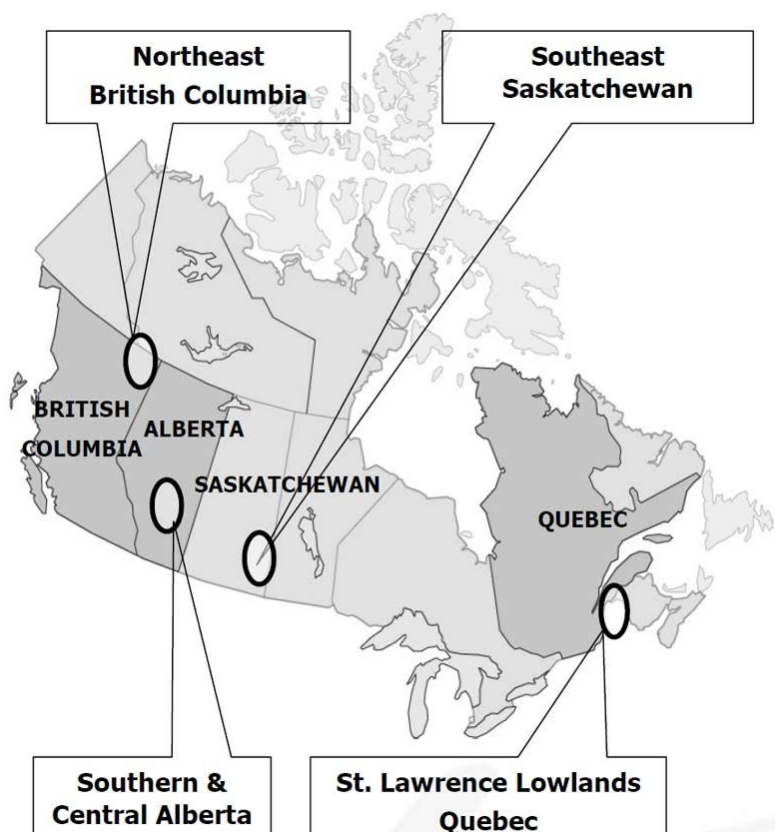 Northeast
British Columbia
Southeast
Saskatchewan
BRITISH
COLUMBIA
ALBERTA
SASKATCHEWAN
QUEBEC
Southern &
Central Alberta
St. Lawrence Lowlands
Quebec